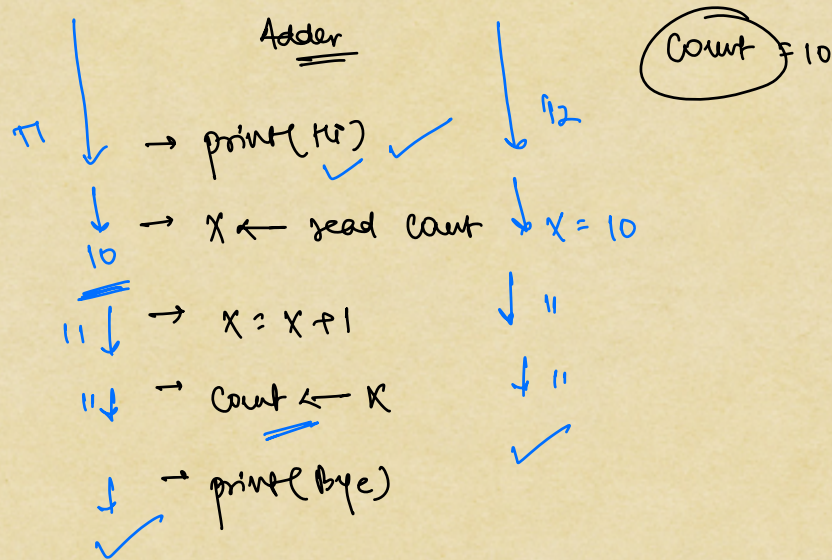 Adder
Count = 10
T1
T2
→ print(Hi)
→ X ← read count
X = 10
10
11
→ X = X + 1
11
11
→ Count ← X
11
→ print(Bye)